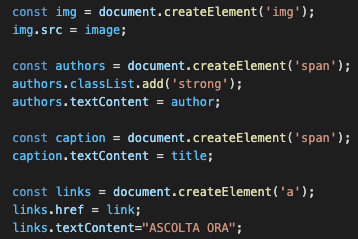 const img = document.createElement('img');
img.src = image;
const authors = document.createElement('span');
authors.classList.add('strong');
authors.textContent = author;
const caption = document.createElement('span');
caption.textContent = title;
const links = document.createElement('a');
links.href = link;
links.textContent="ASCOLTA ORA";